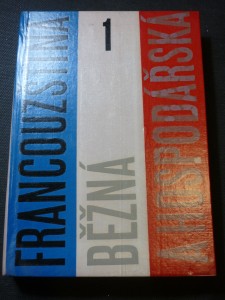 FRANCOUZŠTINA
1
BĚŽNÁ
A HOSPODÁŘSKÁ